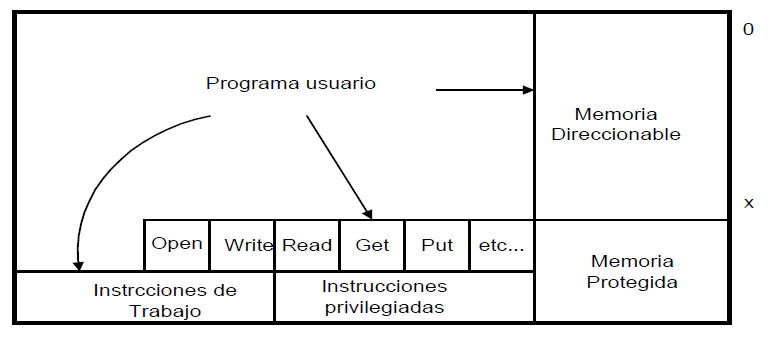 0
Programa usuario
Memoria
Direccionable
x
Open
Write
Read
Get
Put
etc...
Memoria
Protegida
Instrcciones de
Trabajo
Instrucciones
privilegiadas